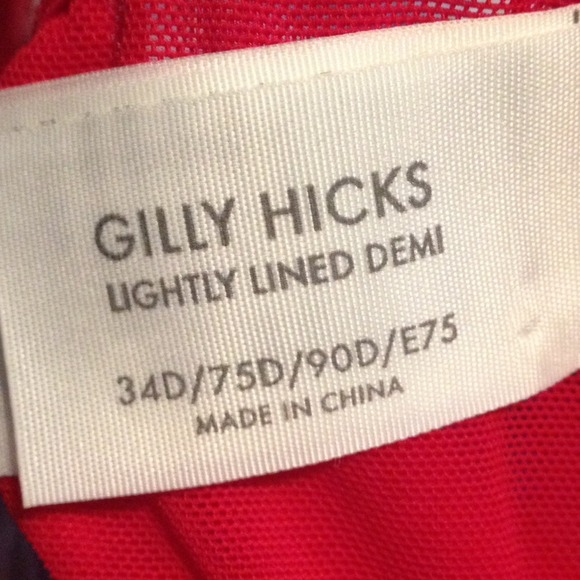 GILLY HICKS
LIGHTLY LINED DEMI
34D/75D/90D/E75
MADE IN CHINA